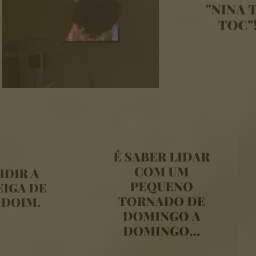 "NINA T
TOC"!
É SABER LIDAR
COM UM
PEQUENO
TORNADO DE
DOMINGO A
DOMINGO...
IDIR A
EIGA DE
DOIM.